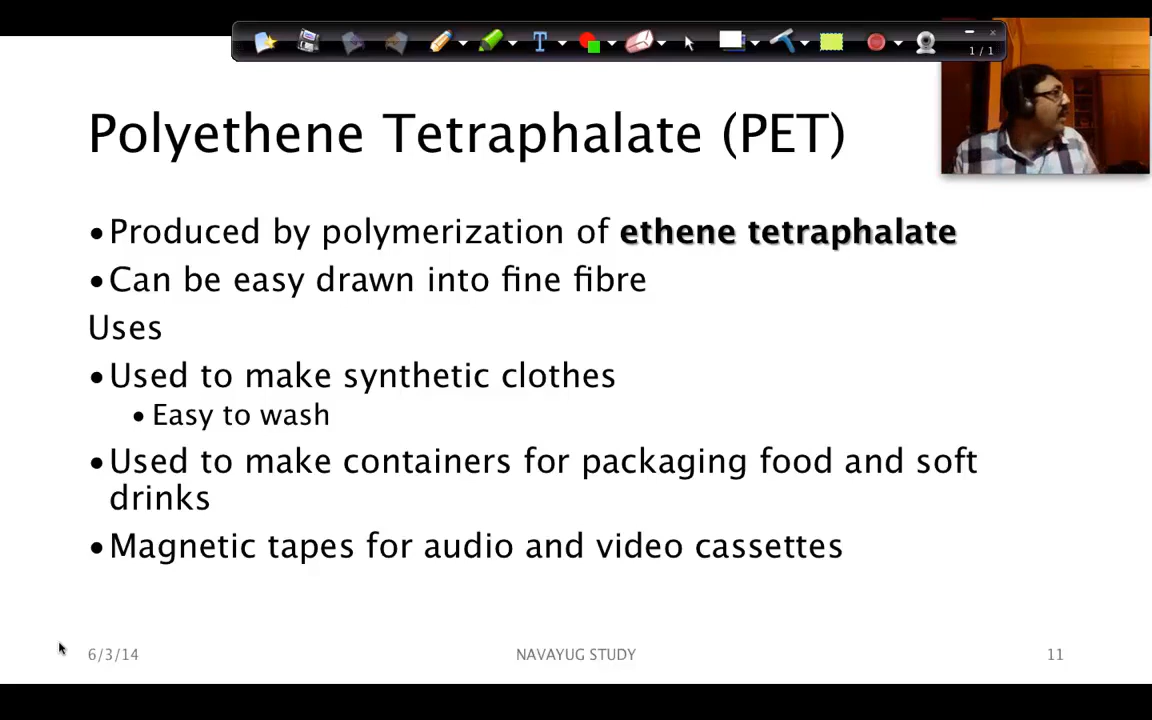 1 / 1
Polyethene Tetraphalate (PET)
•Produced by polymerization of ethene tetraphalate
•Can be easy drawn into fine fibre
Uses
•Used to make synthetic clothes
•Easy to wash
•Used to make containers for packaging food and soft
drinks
•Magnetic tapes for audio and video cassettes
6/3/14 NAVAYUG STUDY 11